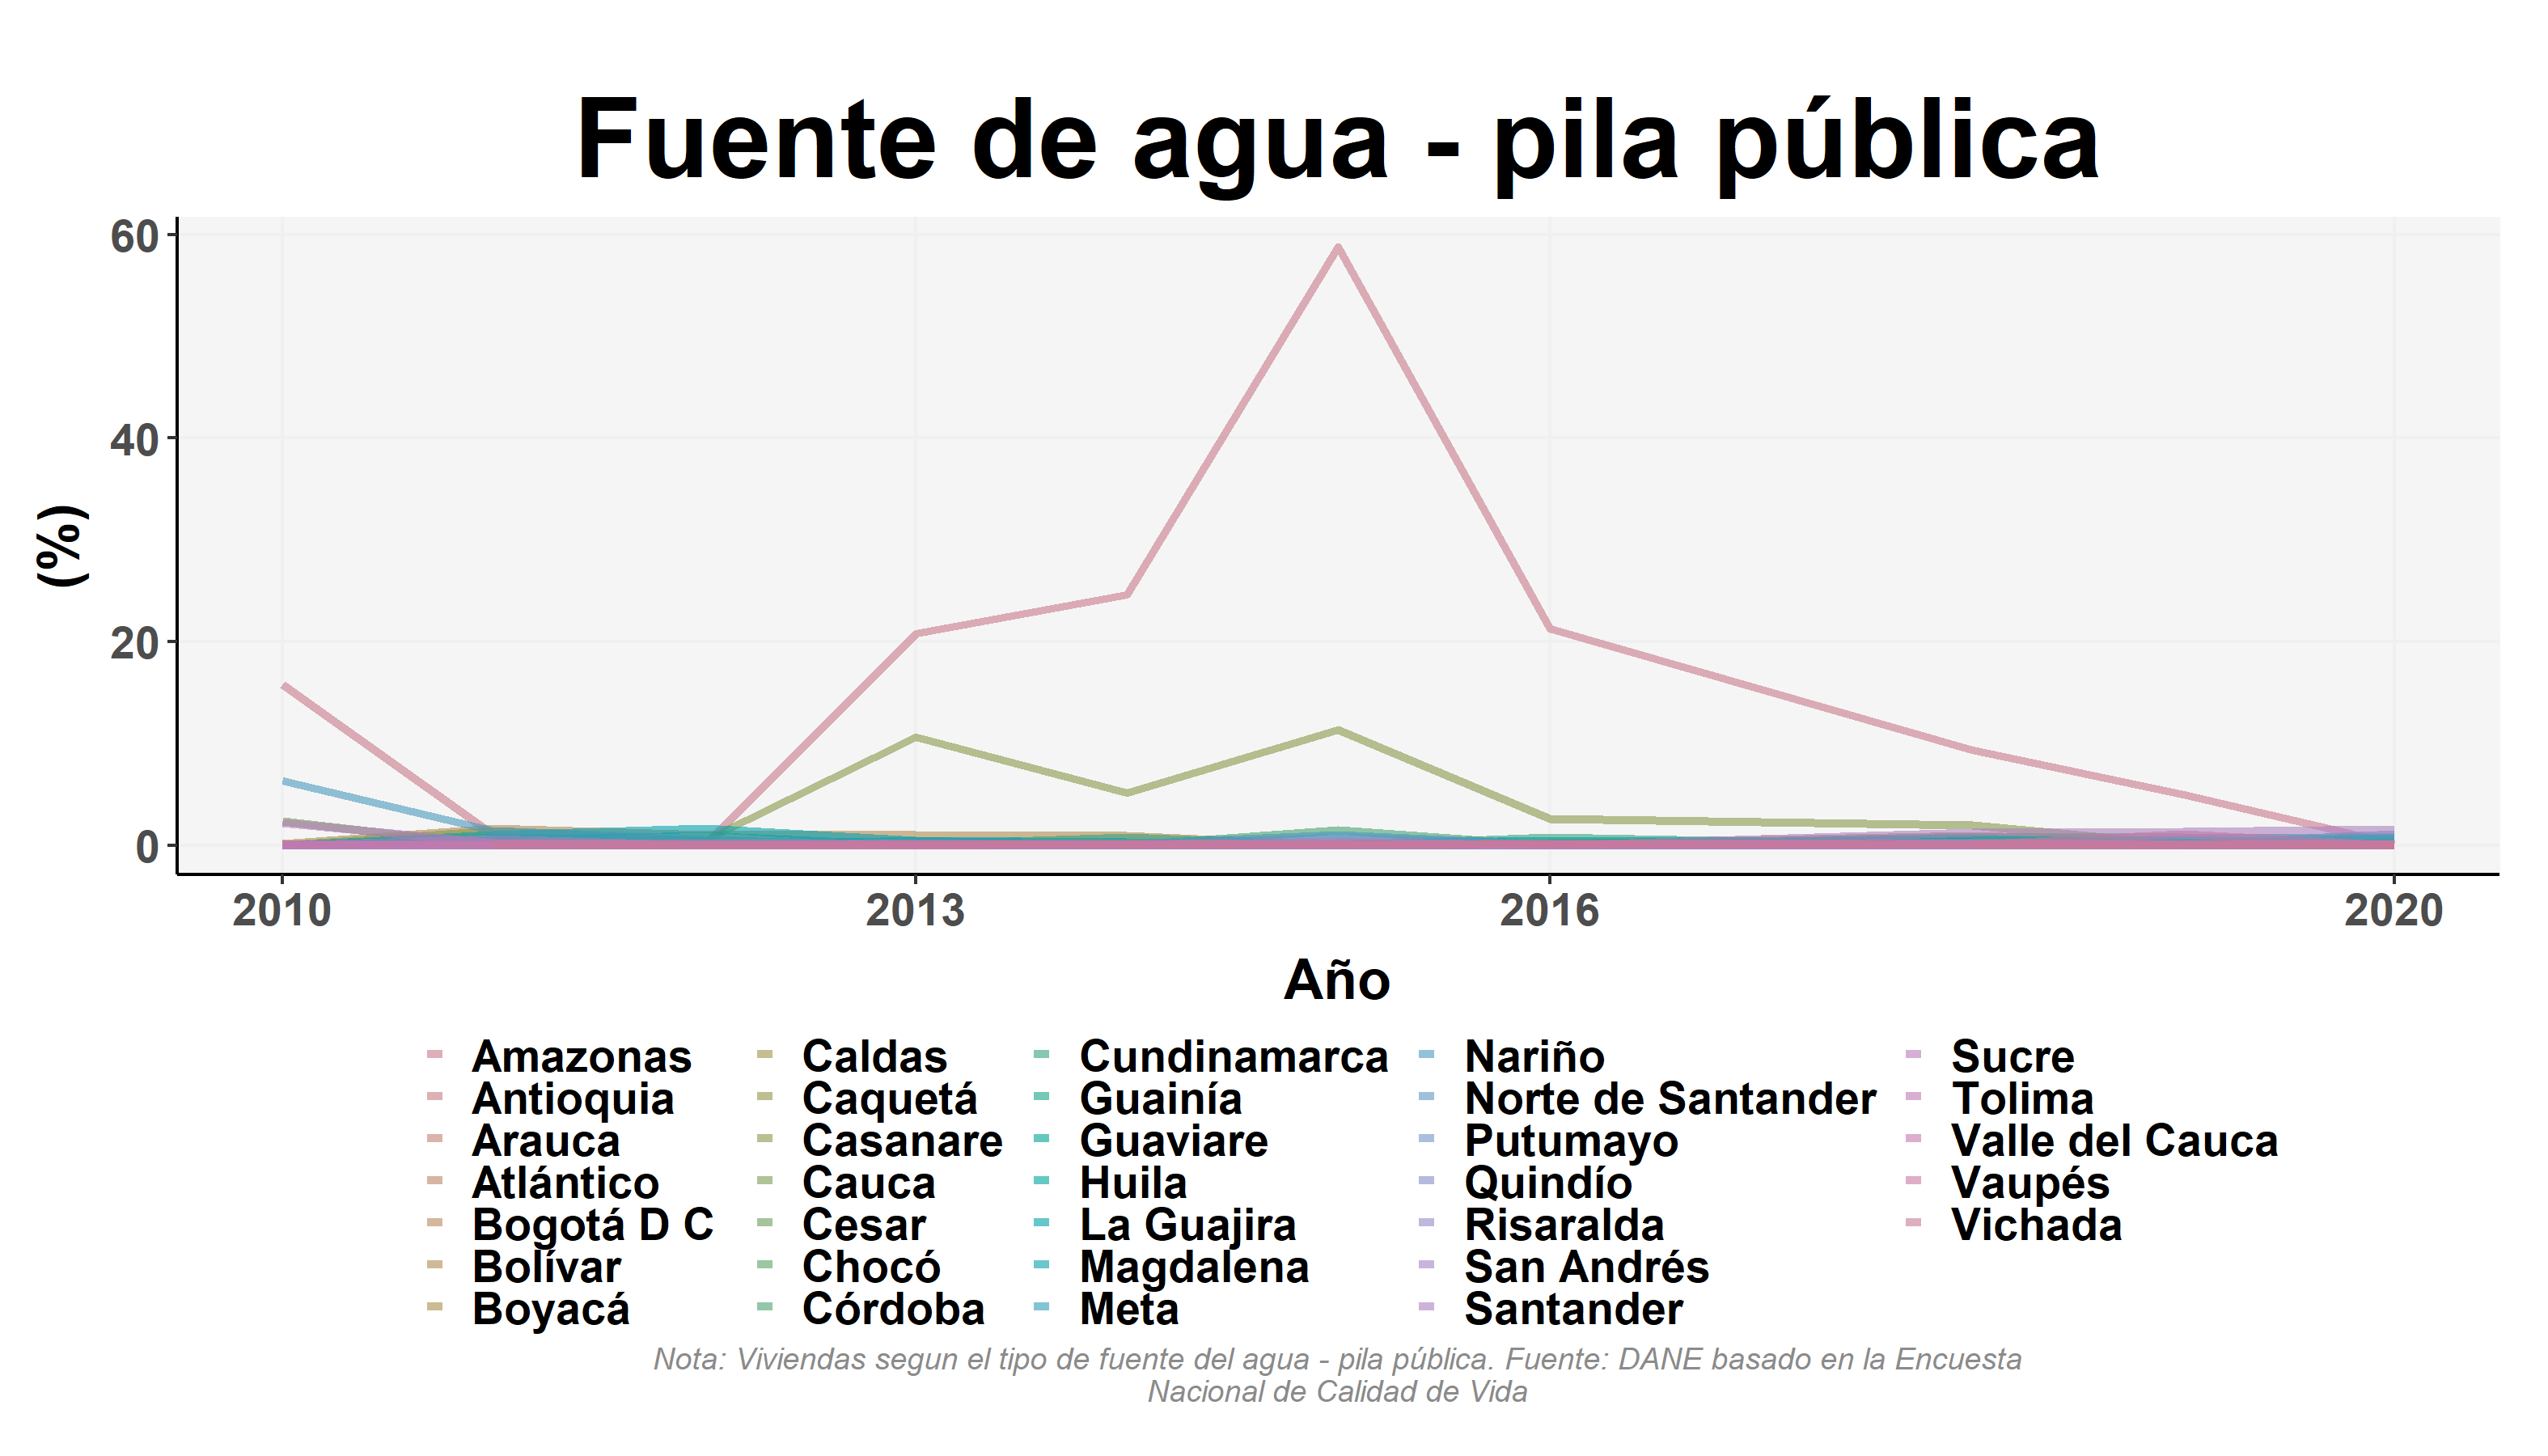 Fuente de agua - pila pública
60
40
20
0
(%)
2010 2013 2016 2020
Año
Amazonas Caldas Cundinamarca Nariño Sucre
Antioquia Caquetá Guainía Norte de Santander Tolima
Arauca Casanare Guaviare Putumayo Valle del Cauca
Atlántico Cauca Huila Quindío Vaupés
Bogotá D C Cesar La Guajira Risaralda Vichada
Bolívar Chocó Magdalena San Andrés
Boyacá Córdoba Meta Santander
Nota: Viviendas segun el tipo de fuente del agua - pila pública. Fuente: DANE basado en la Encuesta
Nacional de Calidad de Vida